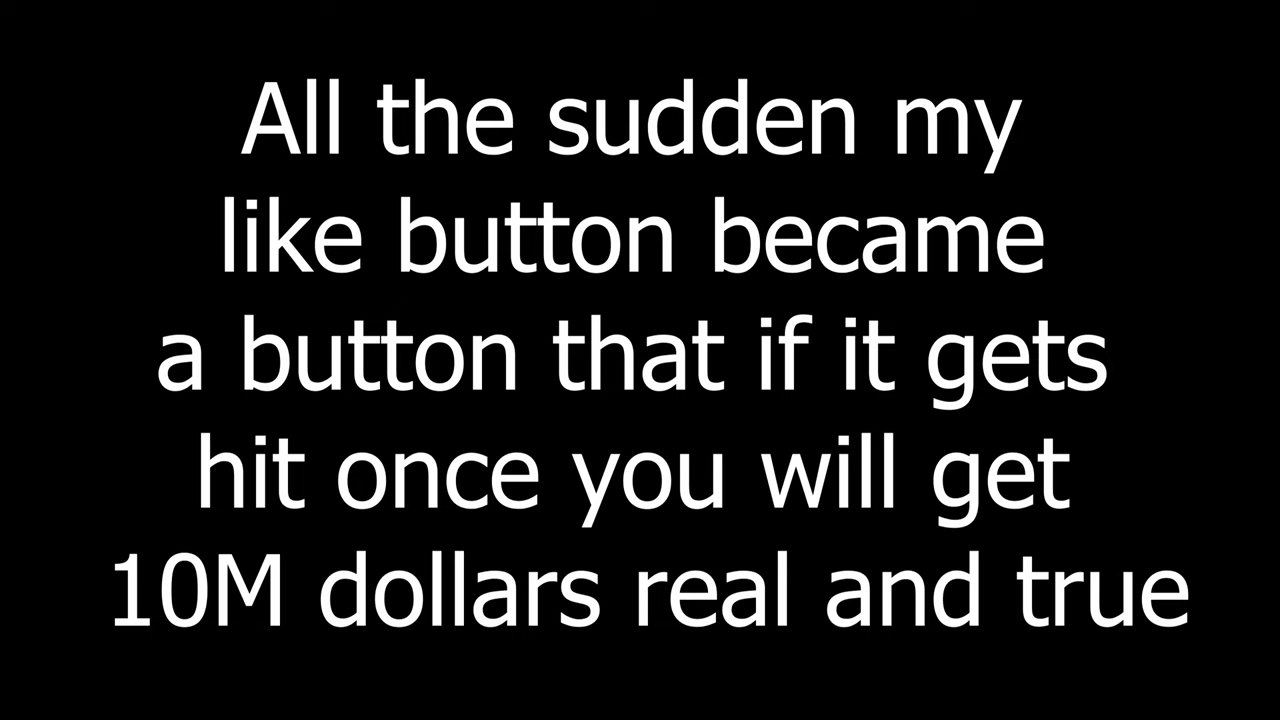 All the sudden my
like button became
a button that if it gets
hit once you will get
10M dollars real and true